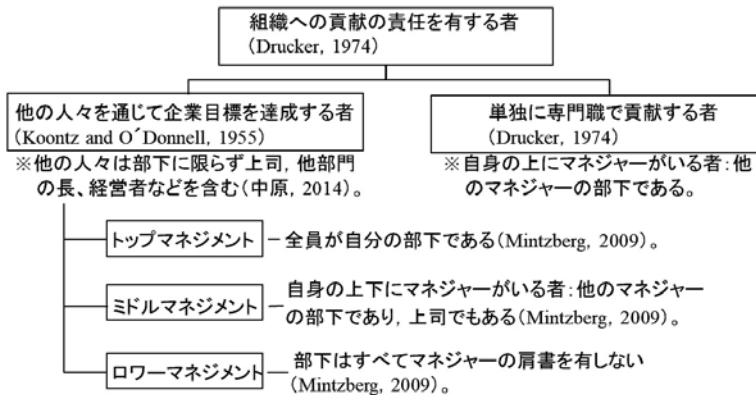 組織への貢献の責任を有する者
(Drucker, 1974)
他の人々を通じて企業目標を達成する者
(Koontz and O´Donnell, 1955)
※他の人々は部下に限らず上司，他部門
の長、経営者などを含む(中原, 2014)。
単独に専門職で貢献する者
(Drucker, 1974)
※自身の上にマネジャーがいる者：他
のマネジャーの部下である。
トップマネジメント
全員が自分の部下である(Mintzberg, 2009)。
ミドルマネジメント
自身の上下にマネジャーがいる者：他のマネジャー
の部下であり，上司でもある(Mintzberg, 2009)。
ロワーマネジメント
部下はすべてマネジャーの肩書を有しない
(Mintzberg, 2009)。